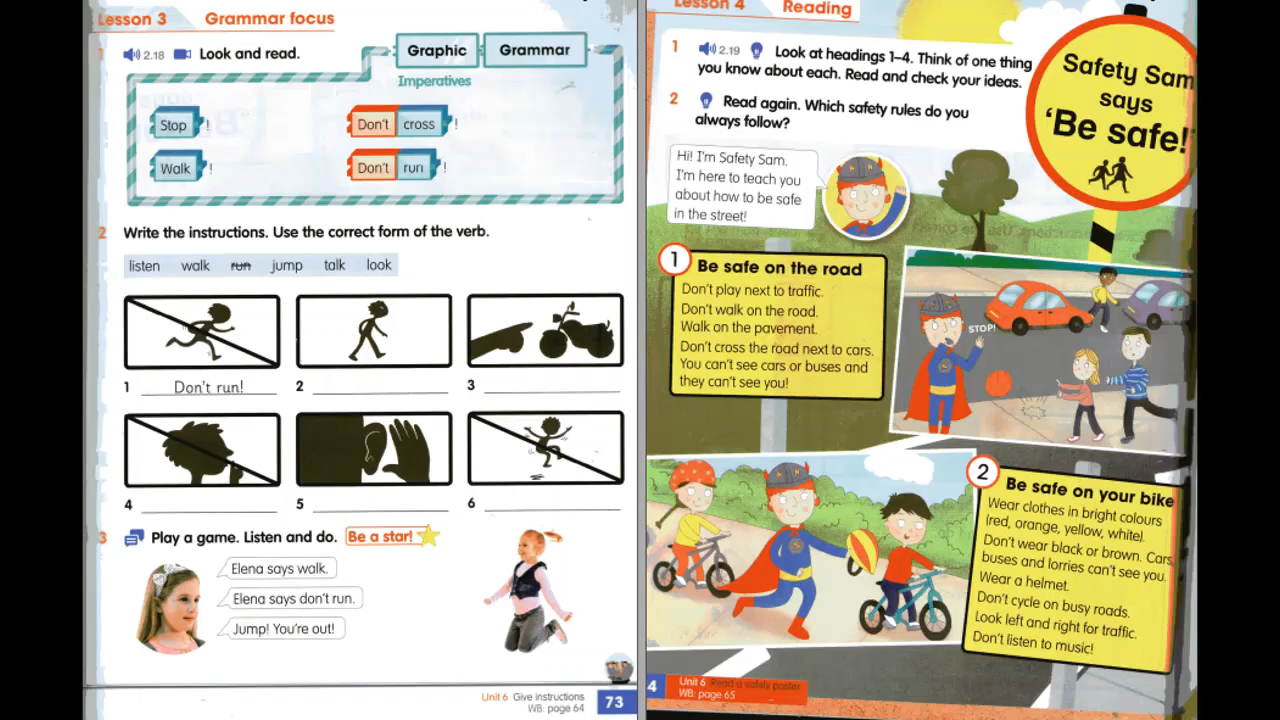 Lesson 3 Grammar focus
1 2.18 Look and read.
Graphic Grammar
Imperatives
Stop !
Don't cross !
Walk !
Don't run !
2 Write the instructions. Use the correct form of the verb.
listen walk run jump talk look
1 Don't run!
2
3
4
5
6
3 Play a game. Listen and do. Be a star!
Elena says walk.
Elena says don't run.
Jump! You're out!
Unit 6 Give instructions
WB: page 64
73
Lesson 4 Reading
1 2.19 Look at headings 1–4. Think of one thing
you know about each. Read and check your ideas.
2 Read again. Which safety rules do you
always follow?
Safety Sam
says
'Be safe!'
Hi! I'm Safety Sam.
I'm here to teach you
about how to be safe
in the street!
1 Be safe on the road
Don't play next to traffic.
Don't walk on the road.
Walk on the pavement.
Don't cross the road next to cars.
You can't see cars or buses and
they can't see you!
STOP!
2 Be safe on your bike
Wear clothes in bright colours
(red, orange, yellow, white).
Don't wear black or brown. Cars,
buses and lorries can't see you.
Wear a helmet.
Don't cycle on busy roads.
Look left and right for traffic.
Don't listen to music!
4 Unit 6 Read a safety poster
WB: page 65